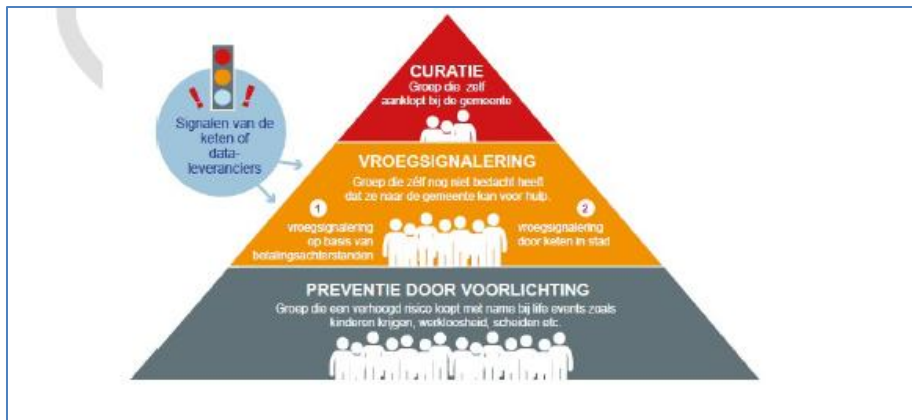 CURATIE
Groep die zelf
aanklopt bij de gemeente
Signalen van de
keten of
data-
leveranciers
VROEGSIGNALERING
Groep die zélf nog niet bedacht heeft
dat ze naar de gemeente kan voor hulp.
1
vroegsignalering
op basis van
betalingsachterstanden
2
vroegsignalering
door keten in stad
PREVENTIE DOOR VOORLICHTING
Groep die een verhoogd risico loopt met name bij life events zoals
kinderen krijgen, werkloosheid, scheiden etc.